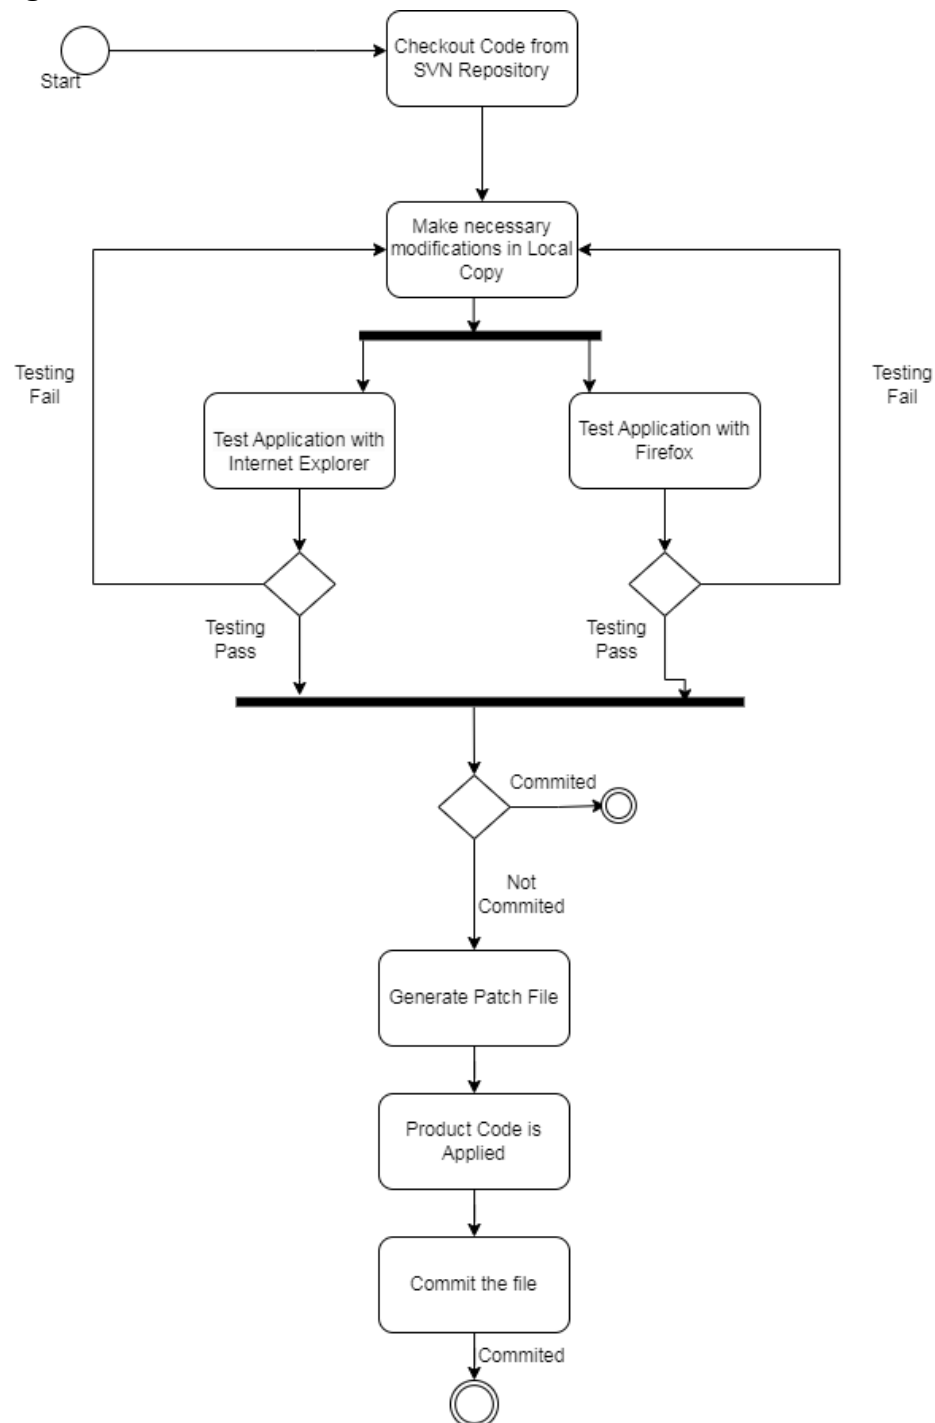 Checkout Code from
SVN Repository
Start
Make necessary
modifications in Local
Copy
Testing
Fail
Testing
Fail
Test Application with
Internet Explorer
Test Application with
Firefox
Testing
Pass
Testing
Pass
Commited
Not
Commited
Generate Patch File
Product Code is
Applied
Commit the file
Commited